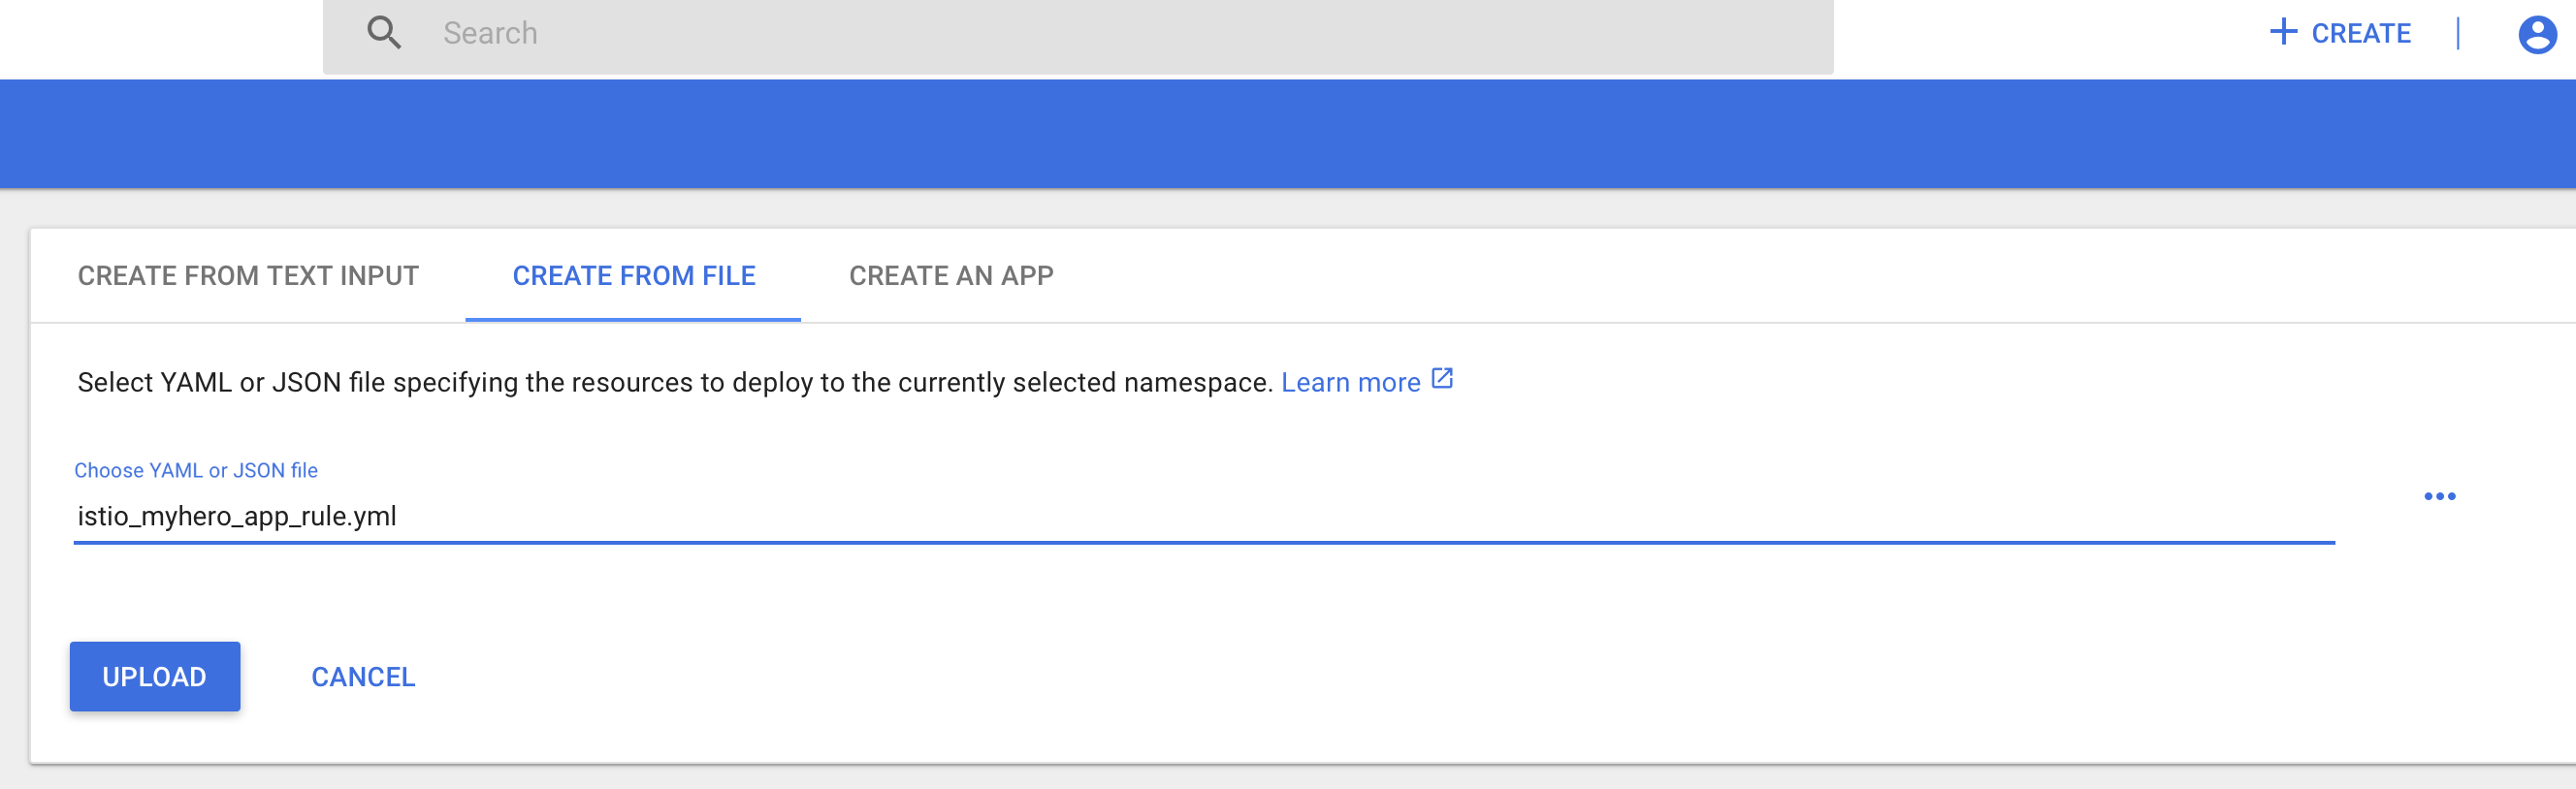 Search
CREATE
CREATE FROM TEXT INPUT
CREATE FROM FILE
CREATE AN APP
Select YAML or JSON file specifying the resources to deploy to the currently selected namespace. Learn more
Choose YAML or JSON file
istio_myhero_app_rule.yml
UPLOAD
CANCEL